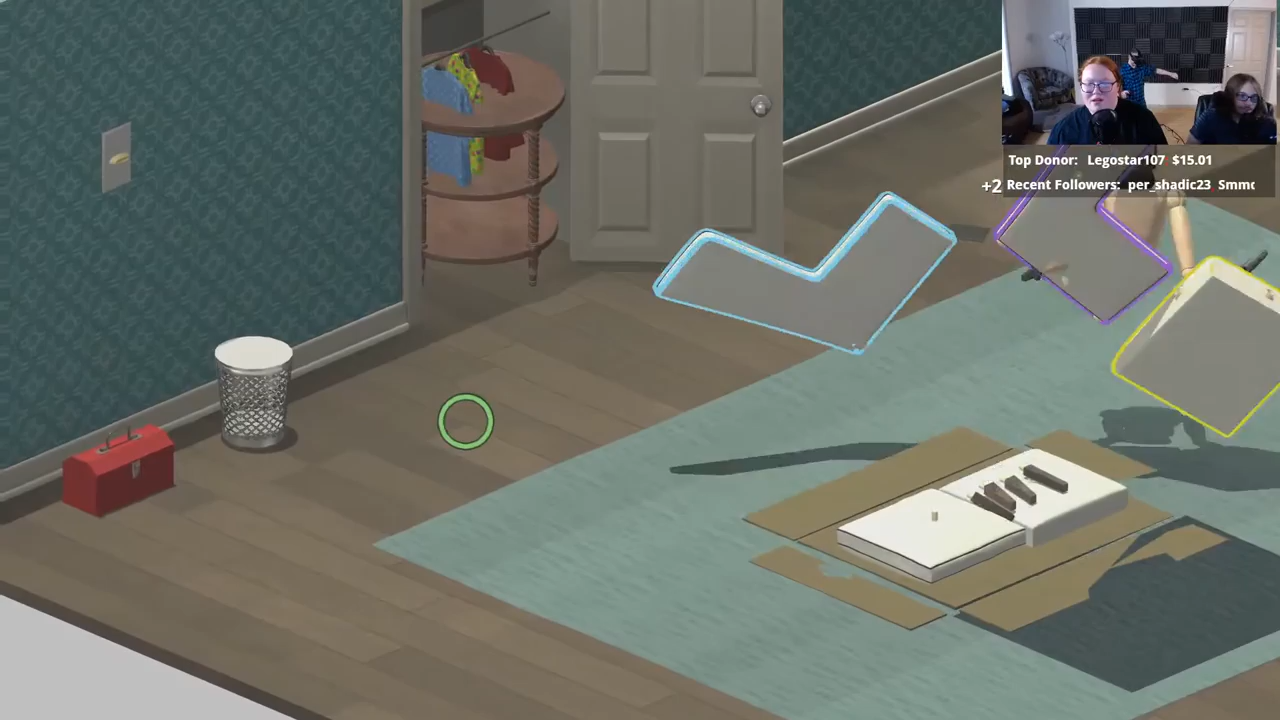 Top Donor: Legostar107 $15.01
+2 Recent Followers: per_shadic23